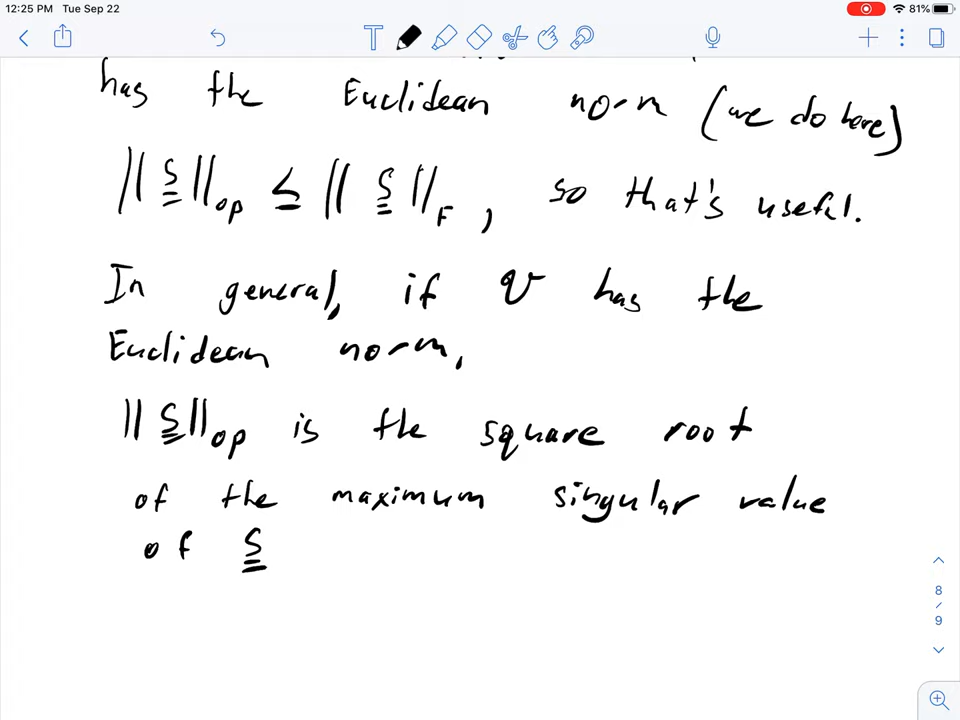 12:25 PM Tue Sep 22
81%
T
has the Euclidean norm (we do here)
||S̳||op ≤ ||S̳||F, so that's useful.
In general, if V has the
Euclidean norm,
||S̳||op is the square root
of the maximum singular value
of S̳
8
/
9